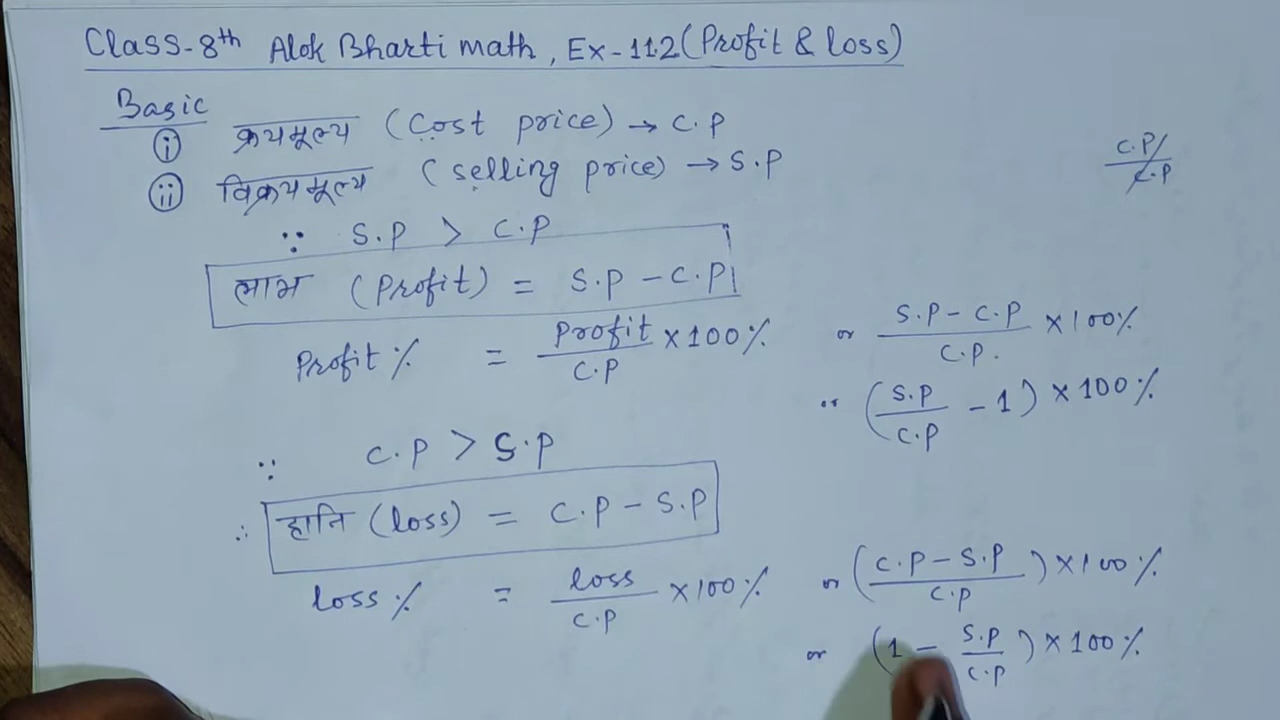 Class-8th Alok Bharti math, Ex-11.2 (Profit & loss)
Basic
(i) क्रयमूल्य (Cost price) → C.P
(ii) विक्रयमूल्य (selling price) → S.P
C.P/C.P
∵ S.P > C.P
लाभ (Profit) = S.P - C.P
Profit % = Profit/C.P × 100% or S.P - C.P/C.P. × 100%
or (S.P/C.P - 1) × 100%
∵ C.P > S.P
∴ हानि (loss) = C.P - S.P
loss % = loss/C.P × 100% or (C.P - S.P/C.P) × 100%
or (1 - S.P/C.P) × 100%